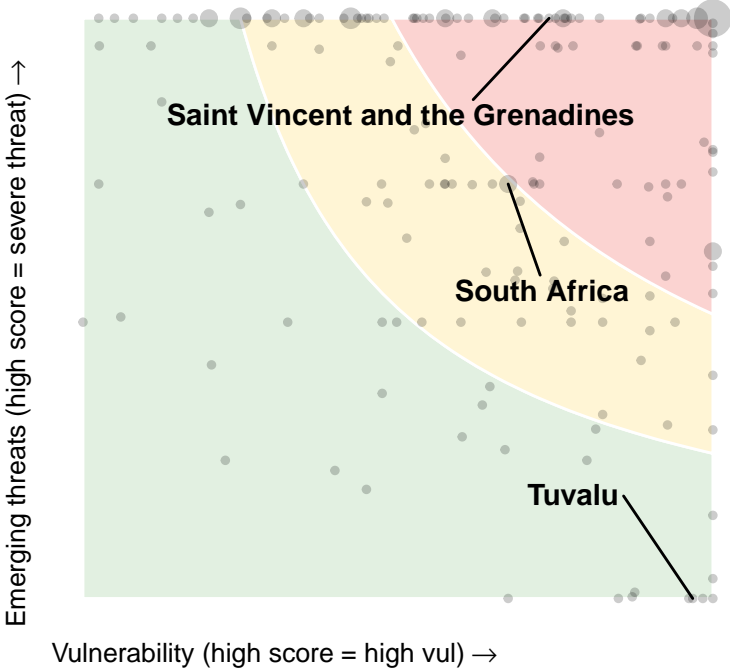 Emerging threats (high score = severe threat) →
Saint Vincent and the Grenadines
South Africa
Tuvalu
Vulnerability (high score = high vul) →